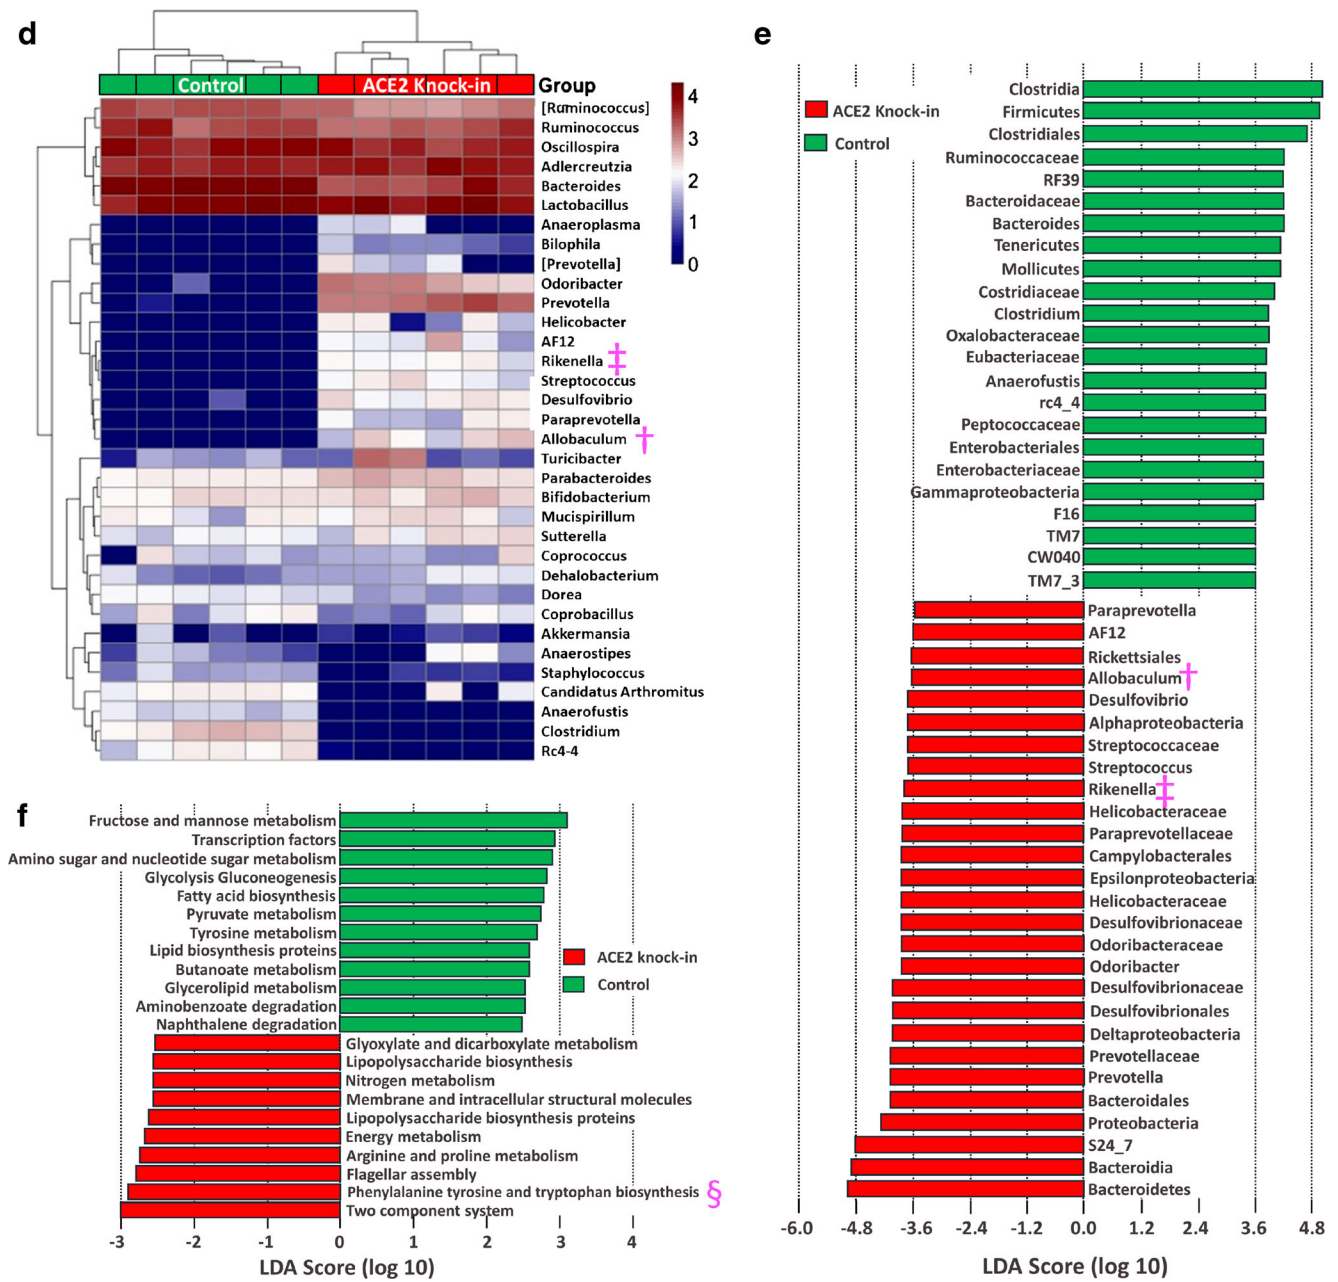 d
Control
ACE2 Knock-in
Group
[Ruminococcus]
Ruminococcus
Oscillospira
Adlercreutzia
Bacteroides
Lactobacillus
Anaeroplasma
Bilophila
[Prevotella]
Odoribacter
Prevotella
Helicobacter
AF12
Rikenella ‡
Streptococcus
Desulfovibrio
Paraprevotella
Allobaculum †
Turicibacter
Parabacteroides
Bifidobacterium
Mucispirillum
Sutterella
Coprococcus
Dehalobacterium
Dorea
Coprobacillus
Akkermansia
Anaerostipes
Staphylococcus
Candidatus Arthromitus
Anaerofustis
Clostridium
Rc4-4
4
3
2
1
0
e
ACE2 Knock-in
Control
Clostridia
Firmicutes
Clostridiales
Ruminococcaceae
RF39
Bacteroidaceae
Bacteroides
Tenericutes
Mollicutes
Costridiaceae
Clostridium
Oxalobacteraceae
Eubacteriaceae
Anaerofustis
rc4_4
Peptococcaceae
Enterobacteriales
Enterobacteriaceae
Gammaproteobacteria
F16
TM7
CW040
TM7_3
Paraprevotella
AF12
Rickettsiales
Allobaculum †
Desulfovibrio
Alphaproteobacteria
Streptococcaceae
Streptococcus
Rikenella ‡
Helicobacteraceae
Paraprevotellaceae
Campylobacterales
Epsilonproteobacteria
Helicobacteraceae
Desulfovibrionaceae
Odoribacteraceae
Odoribacter
Desulfovibrionaceae
Desulfovibrionales
Deltaproteobacteria
Prevotellaceae
Prevotella
Bacteroidales
Proteobacteria
S24_7
Bacteroidia
Bacteroidetes
-6.0 -4.8 -3.6 -2.4 -1.2 0.0 1.2 2.4 3.6 4.8
LDA Score (log 10)
f
Fructose and mannose metabolism
Transcription factors
Amino sugar and nucleotide sugar metabolism
Glycolysis Gluconeogenesis
Fatty acid biosynthesis
Pyruvate metabolism
Tyrosine metabolism
Lipid biosynthesis proteins
Butanoate metabolism
Glycerolipid metabolism
Aminobenzoate degradation
Naphthalene degradation
ACE2 knock-in
Control
Glyoxylate and dicarboxylate metabolism
Lipopolysaccharide biosynthesis
Nitrogen metabolism
Membrane and intracellular structural molecules
Lipopolysaccharide biosynthesis proteins
Energy metabolism
Arginine and proline metabolism
Flagellar assembly
Phenylalanine tyrosine and tryptophan biosynthesis §
Two component system
-3 -2 -1 0 1 2 3 4
LDA Score (log 10)